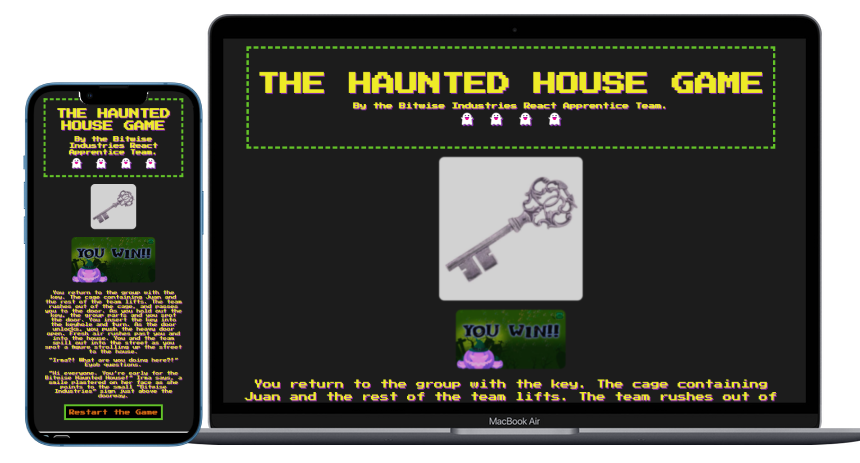 THE HAUNTED
HOUSE GAME
By the Bitwise
Industries React
Apprentice Team.
YOU WIN!!
You return to the group with the
key. The cage containing Juan and
the rest of the team lifts. The team
rushes out of the cage, and passes
you to the door. As you hold out the
key, the group parts and you spot
the door. You insert the key into
the keyhole and turn. As the door
unlocks, you push the heavy door
open. Fresh air rushes past you and
into the house. You and the team
spill out into the street as you
spot a figure strolling up the street
to the house.
"Irma?! What are you doing here?!"
questions.
"Hi everyone. You're early for the
Bitwise Haunted House!" Irma says, a
smile plastered on her face as she
points to the small "Bitwise
Industries" sign just above the
doorway.
Restart the Game
THE HAUNTED HOUSE GAME
By the Bitwise Industries React Apprentice Team.
YOU WIN!!
You return to the group with the key. The cage containing
Juan and the rest of the team lifts. The team rushes out of
MacBook Air